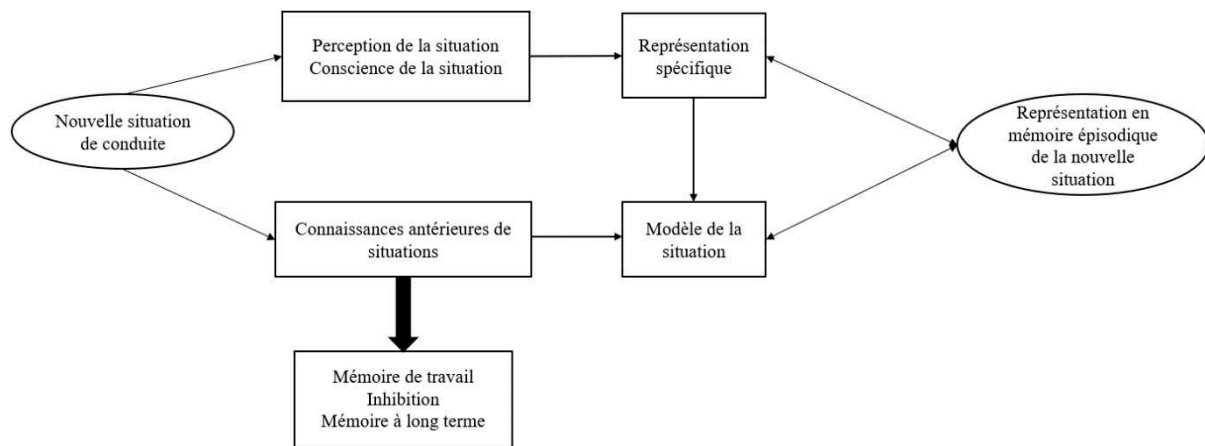 Nouvelle situation
de conduite
Perception de la situation
Conscience de la situation
Représentation
spécifique
Connaissances antérieures de
situations
Modèle de la
situation
Représentation en
mémoire épisodique
de la nouvelle
situation
Mémoire de travail
Inhibition
Mémoire à long terme